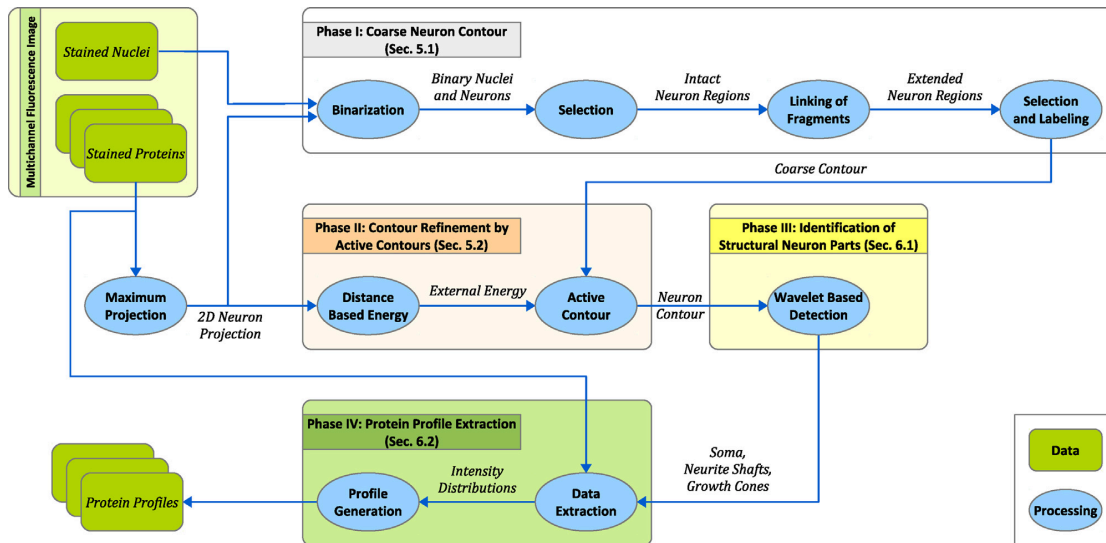 Multichannel Fluorescence Image
Stained Nuclei
Stained Proteins
Phase I: Coarse Neuron Contour
(Sec. 5.1)
Binarization
Binary Nuclei
and Neurons
Selection
Intact
Neuron Regions
Linking of
Fragments
Extended
Neuron Regions
Selection
and Labeling
Coarse Contour
Maximum
Projection
2D Neuron
Projection
Phase II: Contour Refinement by
Active Contours (Sec. 5.2)
Distance
Based Energy
External Energy
Active
Contour
Neuron
Contour
Phase III: Identification of
Structural Neuron Parts (Sec. 6.1)
Wavelet Based
Detection
Soma,
Neurite Shafts,
Growth Cones
Phase IV: Protein Profile Extraction
(Sec. 6.2)
Data
Extraction
Intensity
Distributions
Profile
Generation
Protein Profiles
Data
Processing